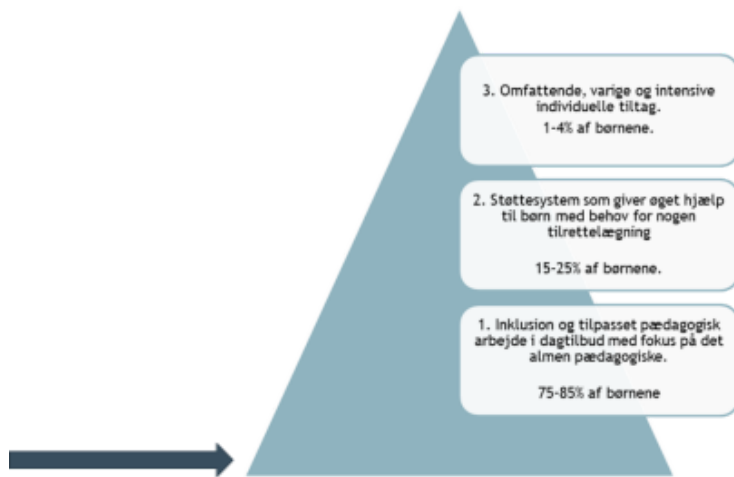 3. Omfattende, varige og intensive
individuelle tiltag.
1-4% af børnene.
2. Støttesystem som giver øget hjælp
til børn med behov for nogen
tilrettelægning
15-25% af børnene.
1. Inklusion og tilpasset pædagogisk
arbejde i dagtilbud med fokus på det
almen pædagogiske.
75-85% af børnene